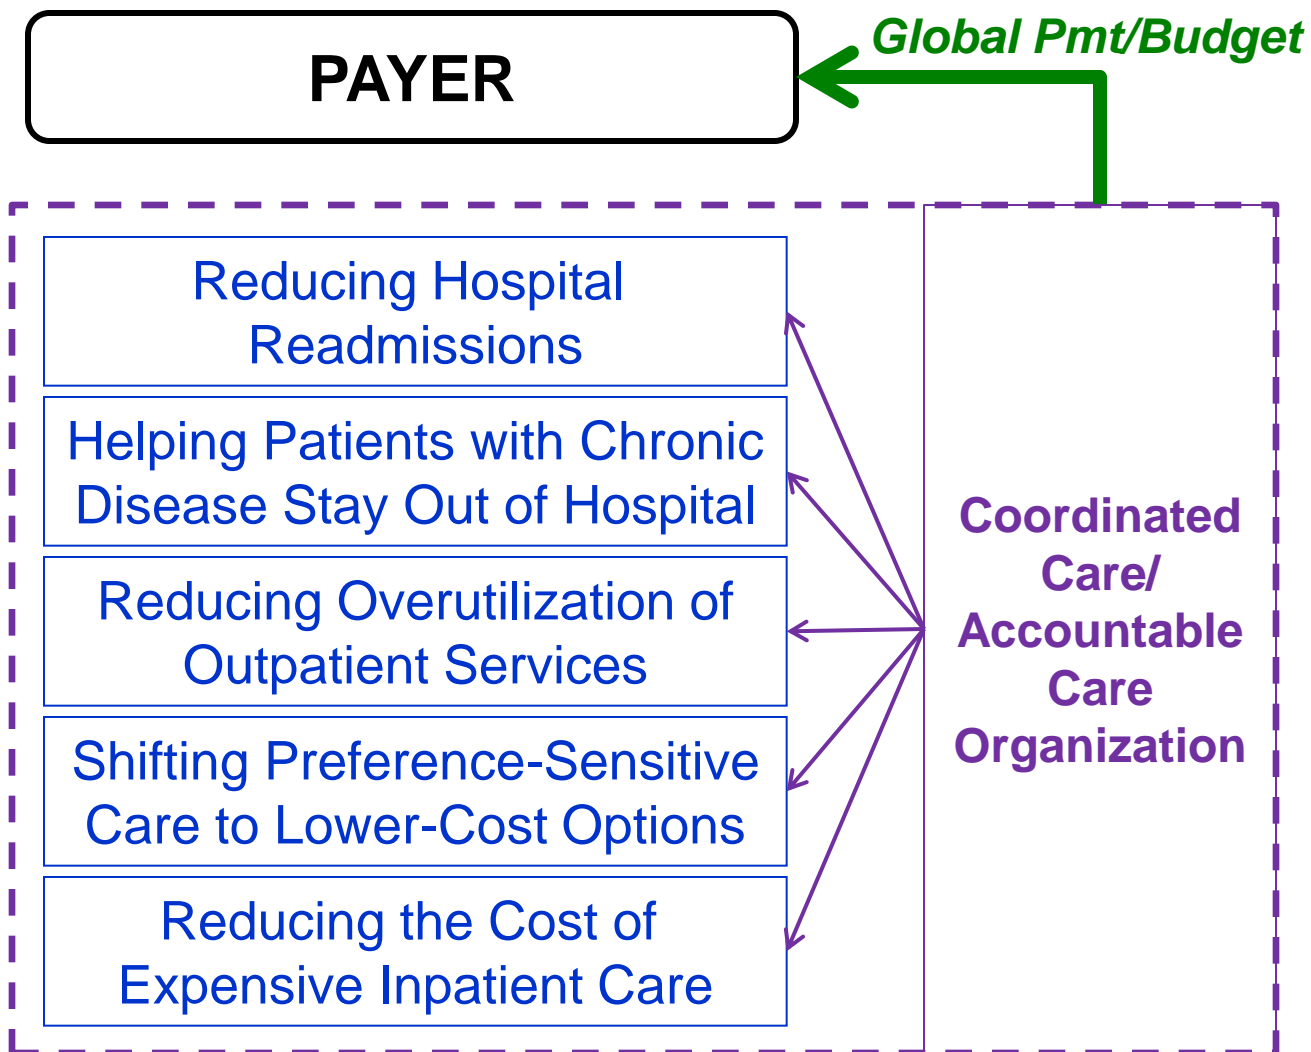 Global Pmt/Budget
PAYER
Reducing Hospital
Readmissions
Helping Patients with Chronic
Disease Stay Out of Hospital
Reducing Overutilization of
Outpatient Services
Shifting Preference-Sensitive
Care to Lower-Cost Options
Reducing the Cost of
Expensive Inpatient Care
Coordinated
Care/
Accountable
Care
Organization